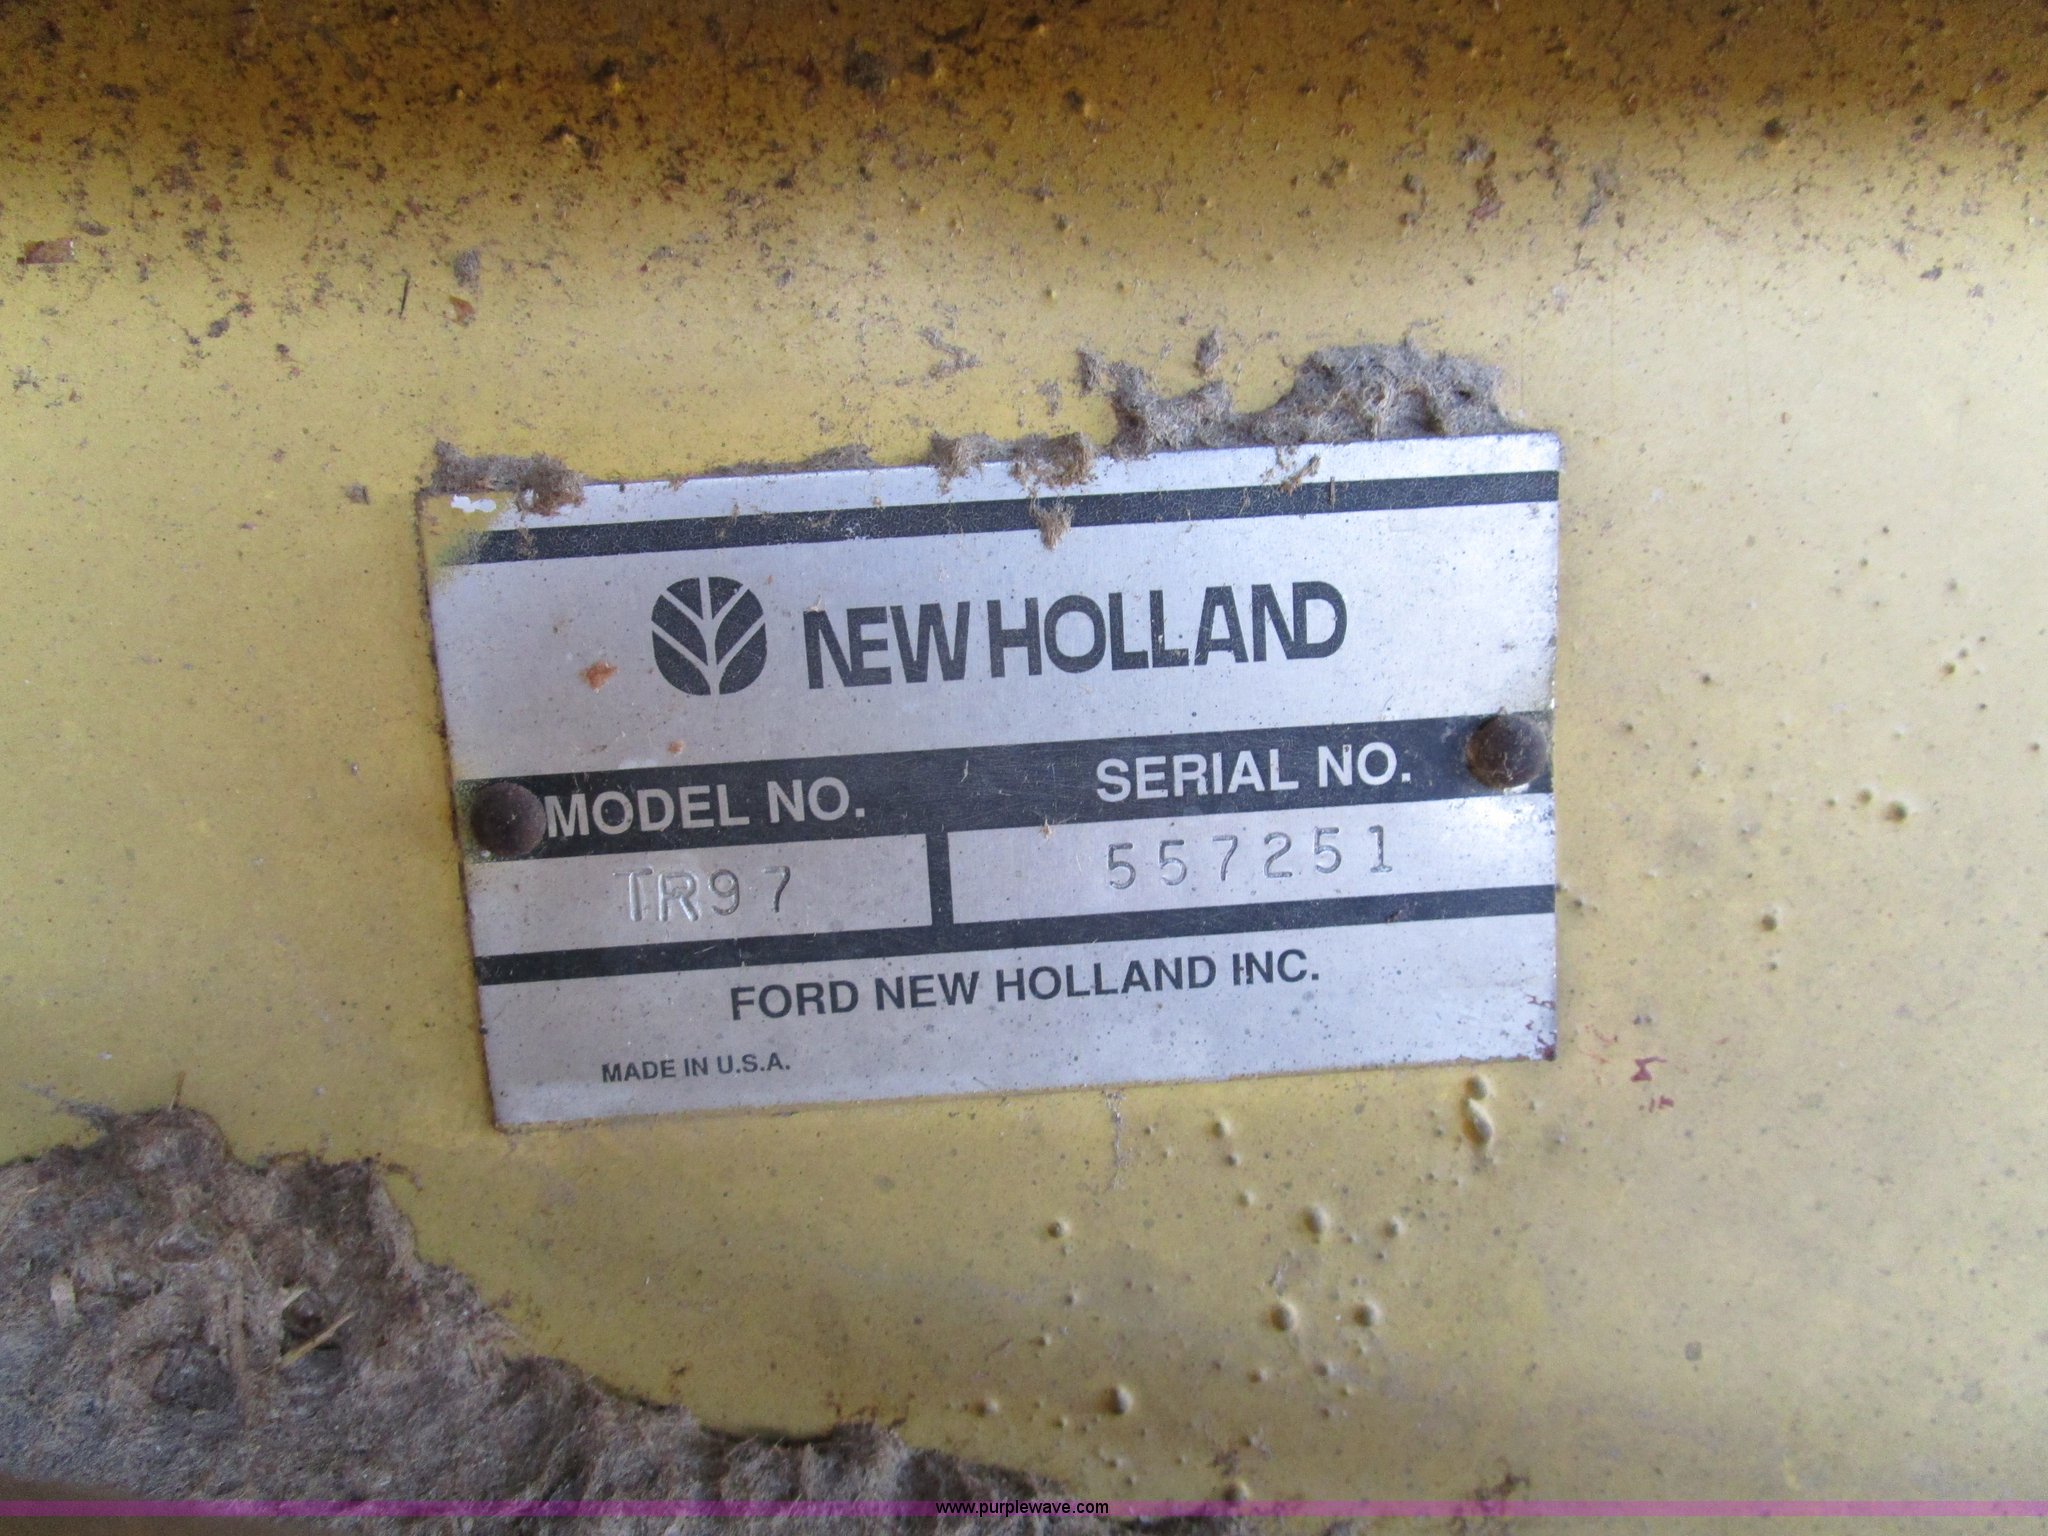 NEW HOLLAND
MODEL NO. SERIAL NO.
TR97 557251
FORD NEW HOLLAND INC.
MADE IN U.S.A.
www.purplewave.com